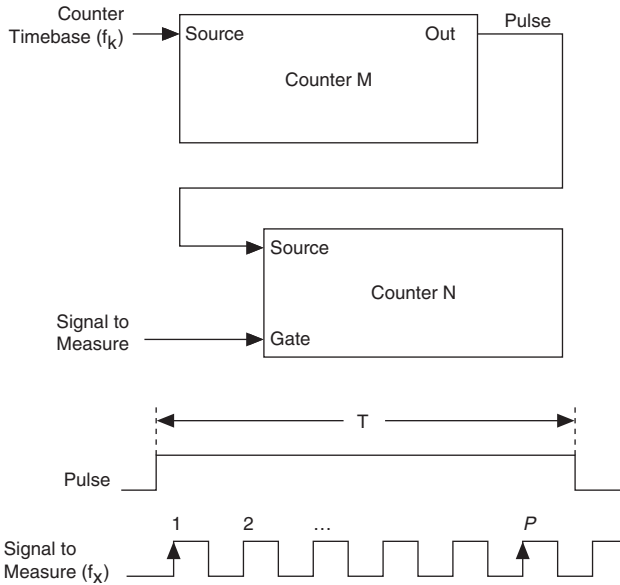 Counter
Timebase (fk)
Source
Out
Pulse
Counter M
Source
Counter N
Signal to
Measure
Gate
T
Pulse
1 2 ... P
Signal to
Measure (fx)